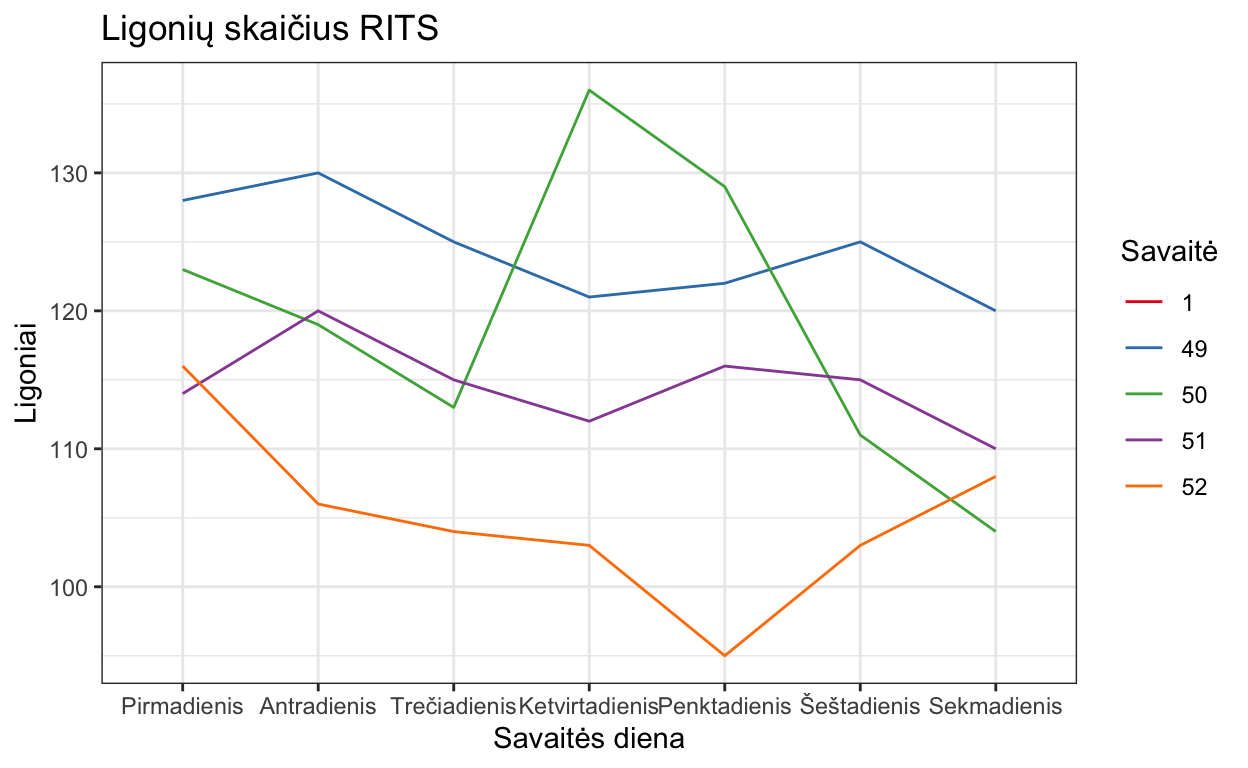 Ligonių skaičius RITS
130
120
110
100
Ligoniai
Pirmadienis Antradienis Trečiadienis Ketvirtadienis Penktadienis Šeštadienis Sekmadienis
Savaitės diena
Savaitė
1
49
50
51
52